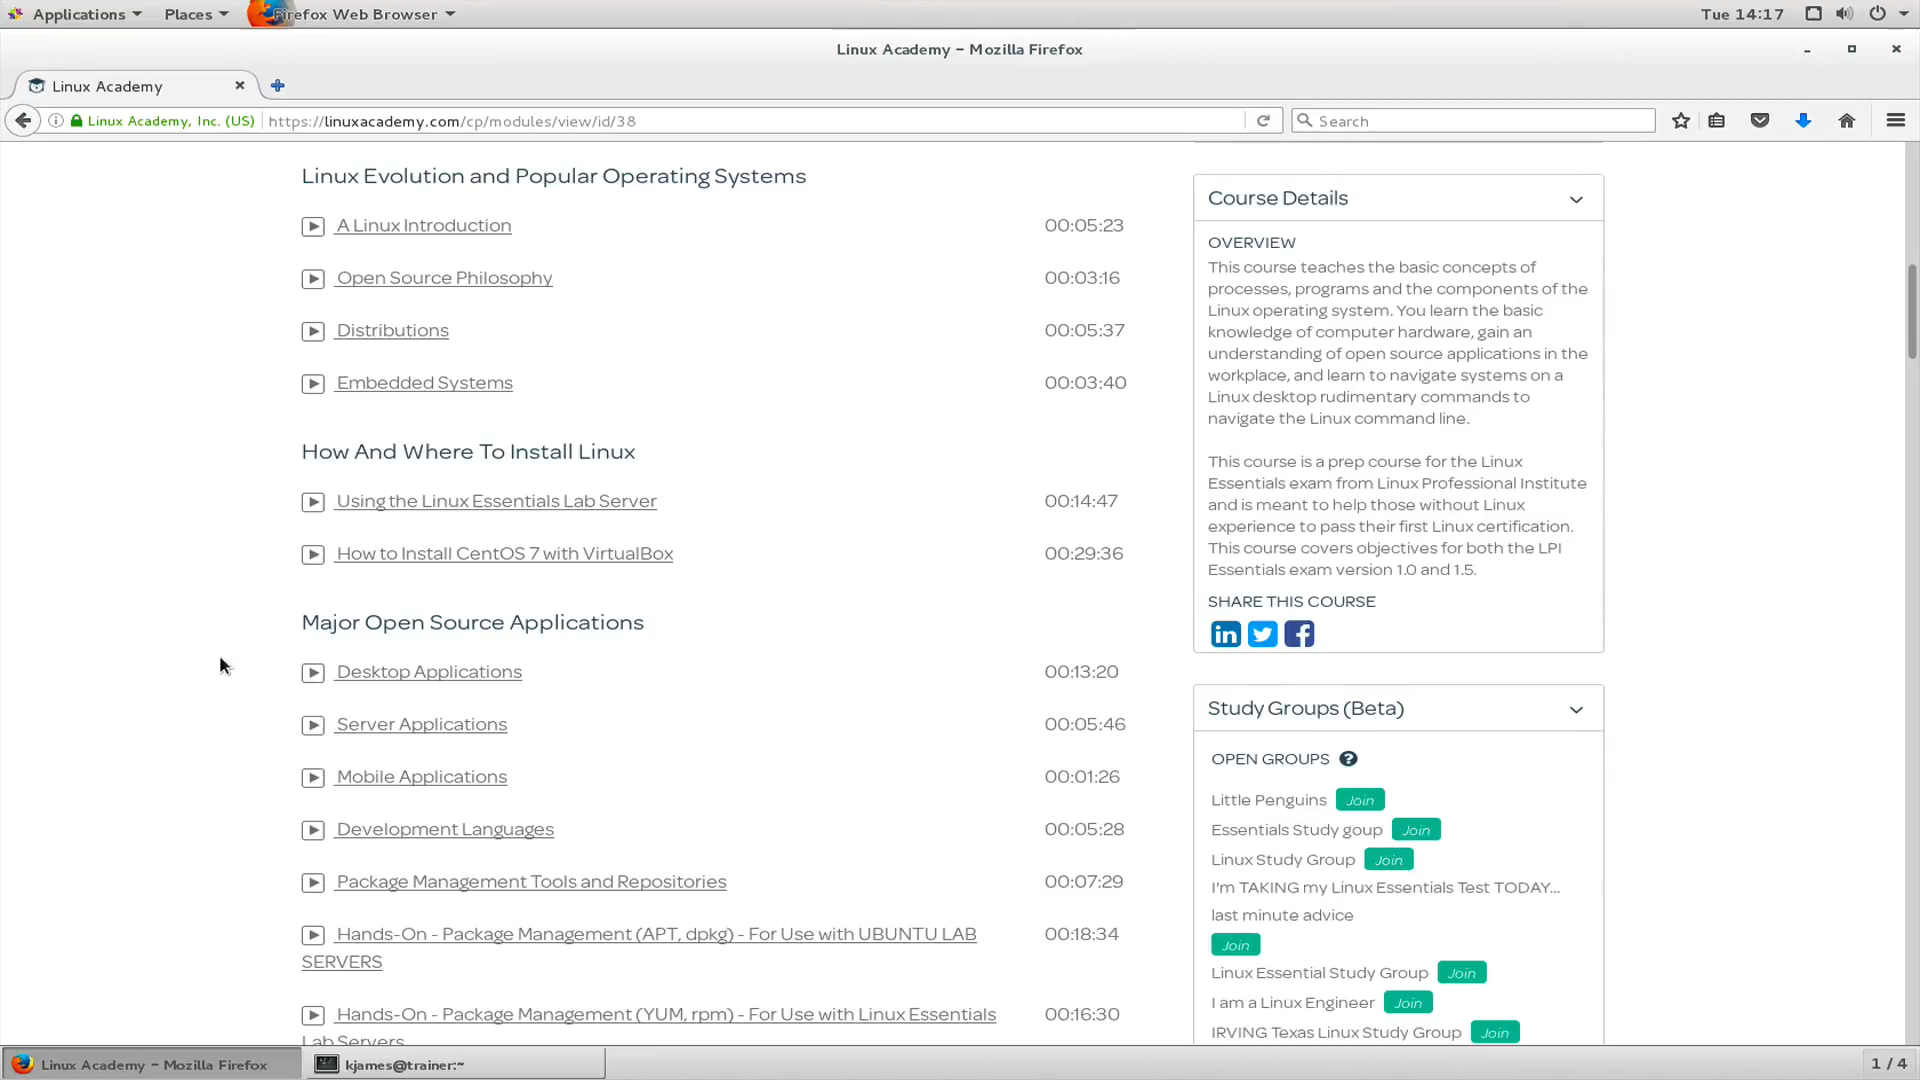 Applications
Places
Firefox Web Browser
Tue 14:17
Linux Academy – Mozilla Firefox
Linux Academy
Linux Academy, Inc. (US)
https://linuxacademy.com/cp/modules/view/id/38
Search
Linux Evolution and Popular Operating Systems
A Linux Introduction 00:05:23
Open Source Philosophy 00:03:16
Distributions 00:05:37
Embedded Systems 00:03:40
How And Where To Install Linux
Using the Linux Essentials Lab Server 00:14:47
How to Install CentOS 7 with VirtualBox 00:29:36
Major Open Source Applications
Desktop Applications 00:13:20
Server Applications 00:05:46
Mobile Applications 00:01:26
Development Languages 00:05:28
Package Management Tools and Repositories 00:07:29
Hands-On - Package Management (APT, dpkg) - For Use with UBUNTU LAB 00:18:34
SERVERS
Hands-On - Package Management (YUM, rpm) - For Use with Linux Essentials 00:16:30
Lab Servers
Course Details
OVERVIEW
This course teaches the basic concepts of
processes, programs and the components of the
Linux operating system. You learn the basic
knowledge of computer hardware, gain an
understanding of open source applications in the
workplace, and learn to navigate systems on a
Linux desktop rudimentary commands to
navigate the Linux command line.
This course is a prep course for the Linux
Essentials exam from Linux Professional Institute
and is meant to help those without Linux
experience to pass their first Linux certification.
This course covers objectives for both the LPI
Essentials exam version 1.0 and 1.5.
SHARE THIS COURSE
Study Groups (Beta)
OPEN GROUPS
Little Penguins Join
Essentials Study goup Join
Linux Study Group Join
I'm TAKING my Linux Essentials Test TODAY...
last minute advice
Join
Linux Essential Study Group Join
I am a Linux Engineer Join
IRVING Texas Linux Study Group Join
Linux Academy – Mozilla Firefox
kjames@trainer:~
1 / 4